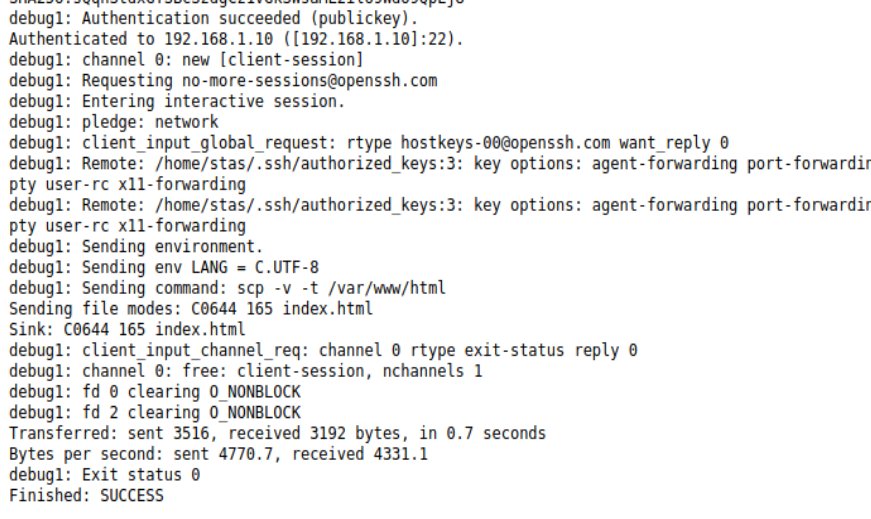 debug1: Authentication succeeded (publickey).
Authenticated to 192.168.1.10 ([192.168.1.10]:22).
debug1: channel 0: new [client-session]
debug1: Requesting no-more-sessions@openssh.com
debug1: Entering interactive session.
debug1: pledge: network
debug1: client_input_global_request: rtype hostkeys-00@openssh.com want_reply 0
debug1: Remote: /home/stas/.ssh/authorized_keys:3: key options: agent-forwarding port-forwardin
pty user-rc x11-forwarding
debug1: Remote: /home/stas/.ssh/authorized_keys:3: key options: agent-forwarding port-forwardin
pty user-rc x11-forwarding
debug1: Sending environment.
debug1: Sending env LANG = C.UTF-8
debug1: Sending command: scp -v -t /var/www/html
Sending file modes: C0644 165 index.html
Sink: C0644 165 index.html
debug1: client_input_channel_req: channel 0 rtype exit-status reply 0
debug1: channel 0: free: client-session, nchannels 1
debug1: fd 0 clearing O_NONBLOCK
debug1: fd 2 clearing O_NONBLOCK
Transferred: sent 3516, received 3192 bytes, in 0.7 seconds
Bytes per second: sent 4770.7, received 4331.1
debug1: Exit status 0
Finished: SUCCESS